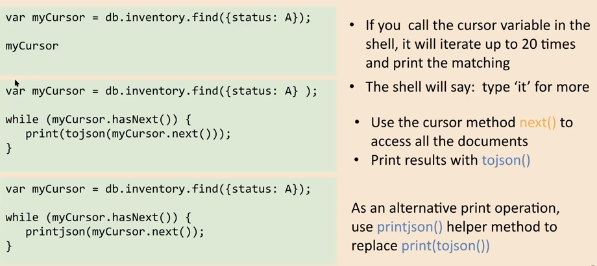 var myCursor = db.inventory.find({status: A});
myCursor
• If you call the cursor variable in the
shell, it will iterate up to 20 times
and print the matching
• The shell will say: type ‘it’ for more
var myCursor = db.inventory.find({status: A} );
while (myCursor.hasNext()) {
print(tojson(myCursor.next()));
}
• Use the cursor method next() to
access all the documents
• Print results with tojson()
var myCursor = db.inventory.find({status: A});
while (myCursor.hasNext()) {
printjson(myCursor.next());
}
As an alternative print operation,
use printjson() helper method to
replace print(tojson())